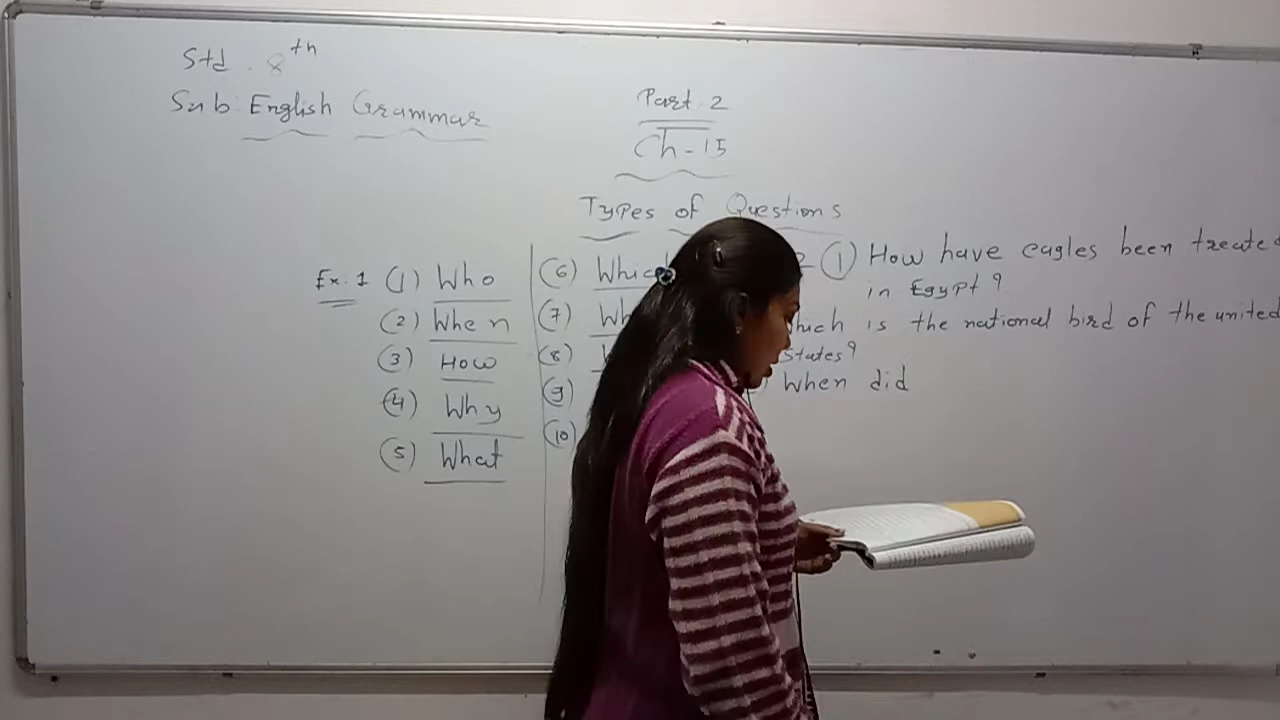 Std. 8th
Sub: English Grammar
Part. 2
Ch-15
Types of Questions
Ex. 1 (1) Who
(2) When
(3) How
(4) Why
(5) What
(6)
(7)
(8)
(9)
(10)
(1) How have eagles been
in Egypt?
is the national bird of the united
States?
When did